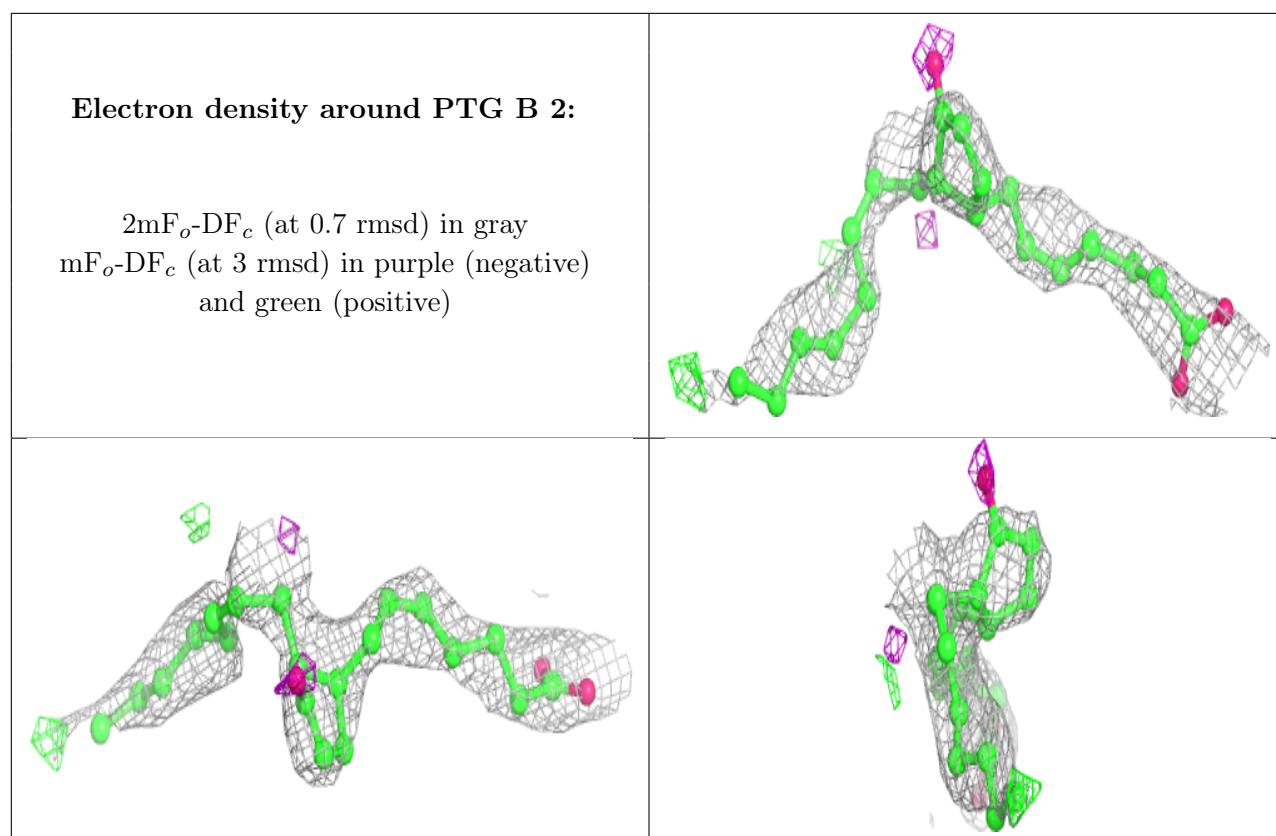 Electron density around PTG B 2:
2mFₒ-DF𝒸 (at 0.7 rmsd) in gray
mFₒ-DF𝒸 (at 3 rmsd) in purple (negative)
and green (positive)